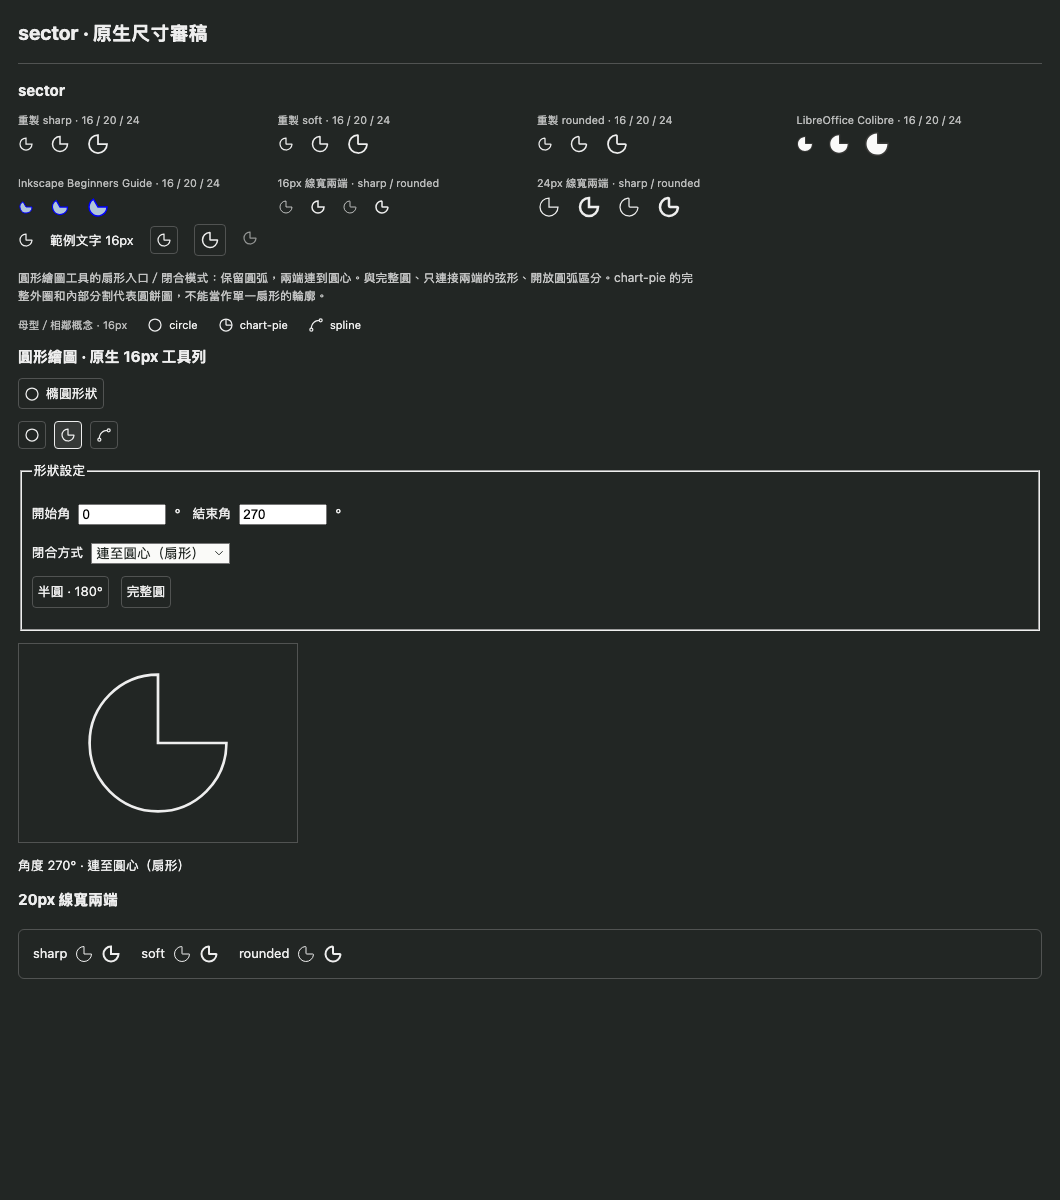 sector · 原生尺寸審稿
sector
重製 sharp · 16 / 20 / 24
重製 soft · 16 / 20 / 24
重製 rounded · 16 / 20 / 24
LibreOffice Colibre · 16 / 20 / 24
Inkscape Beginners Guide · 16 / 20 / 24
16px 線寬兩端 · sharp / rounded
24px 線寬兩端 · sharp / rounded
範例文字 16px
圓形繪圖工具的扇形入口 / 閉合模式：保留圓弧，兩端連到圓心。與完整圓、只連接兩端的弦形、開放圓弧區分。chart-pie 的完
整外圈和內部分割代表圓餅圖，不能當作單一扇形的輪廓。
母型 / 相鄰概念 · 16px
circle
chart-pie
spline
圓形繪圖 · 原生 16px 工具列
橢圓形狀
形狀設定
開始角 0 ° 結束角 270 °
閉合方式 連至圓心（扇形）
半圓 · 180°
完整圓
角度 270° · 連至圓心（扇形）
20px 線寬兩端
sharp
soft
rounded